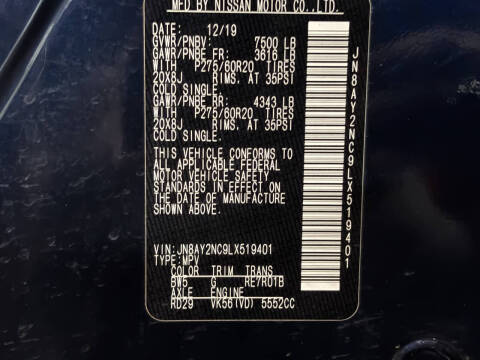 MFD BY NISSAN MOTOR CO.,LTD.
DATE: 12/19
GVWR/PNBV: 7500 LB
GAWR/PNBE FR: 3616 LB
WITH P275/60R20 TIRES
20X8J RIMS, AT 35PSI
COLD SINGLE.
GAWR/PNBE RR: 4343 LB
WITH P275/60R20 TIRES
20X8J RIMS, AT 35PSI
COLD SINGLE.
THIS VEHICLE CONFORMS TO
ALL APPLICABLE FEDERAL
MOTOR VEHICLE SAFETY
STANDARDS IN EFFECT ON
THE DATE OF MANUFACTURE
SHOWN ABOVE.
VIN:JN8AY2NC9LX519401
TYPE:MPV
COLOR TRIM TRANS
BW5 G RE7R01B
AXLE ENGINE
RD29 VK56(VD) 5552CC
JN8AY2NC9LX519401